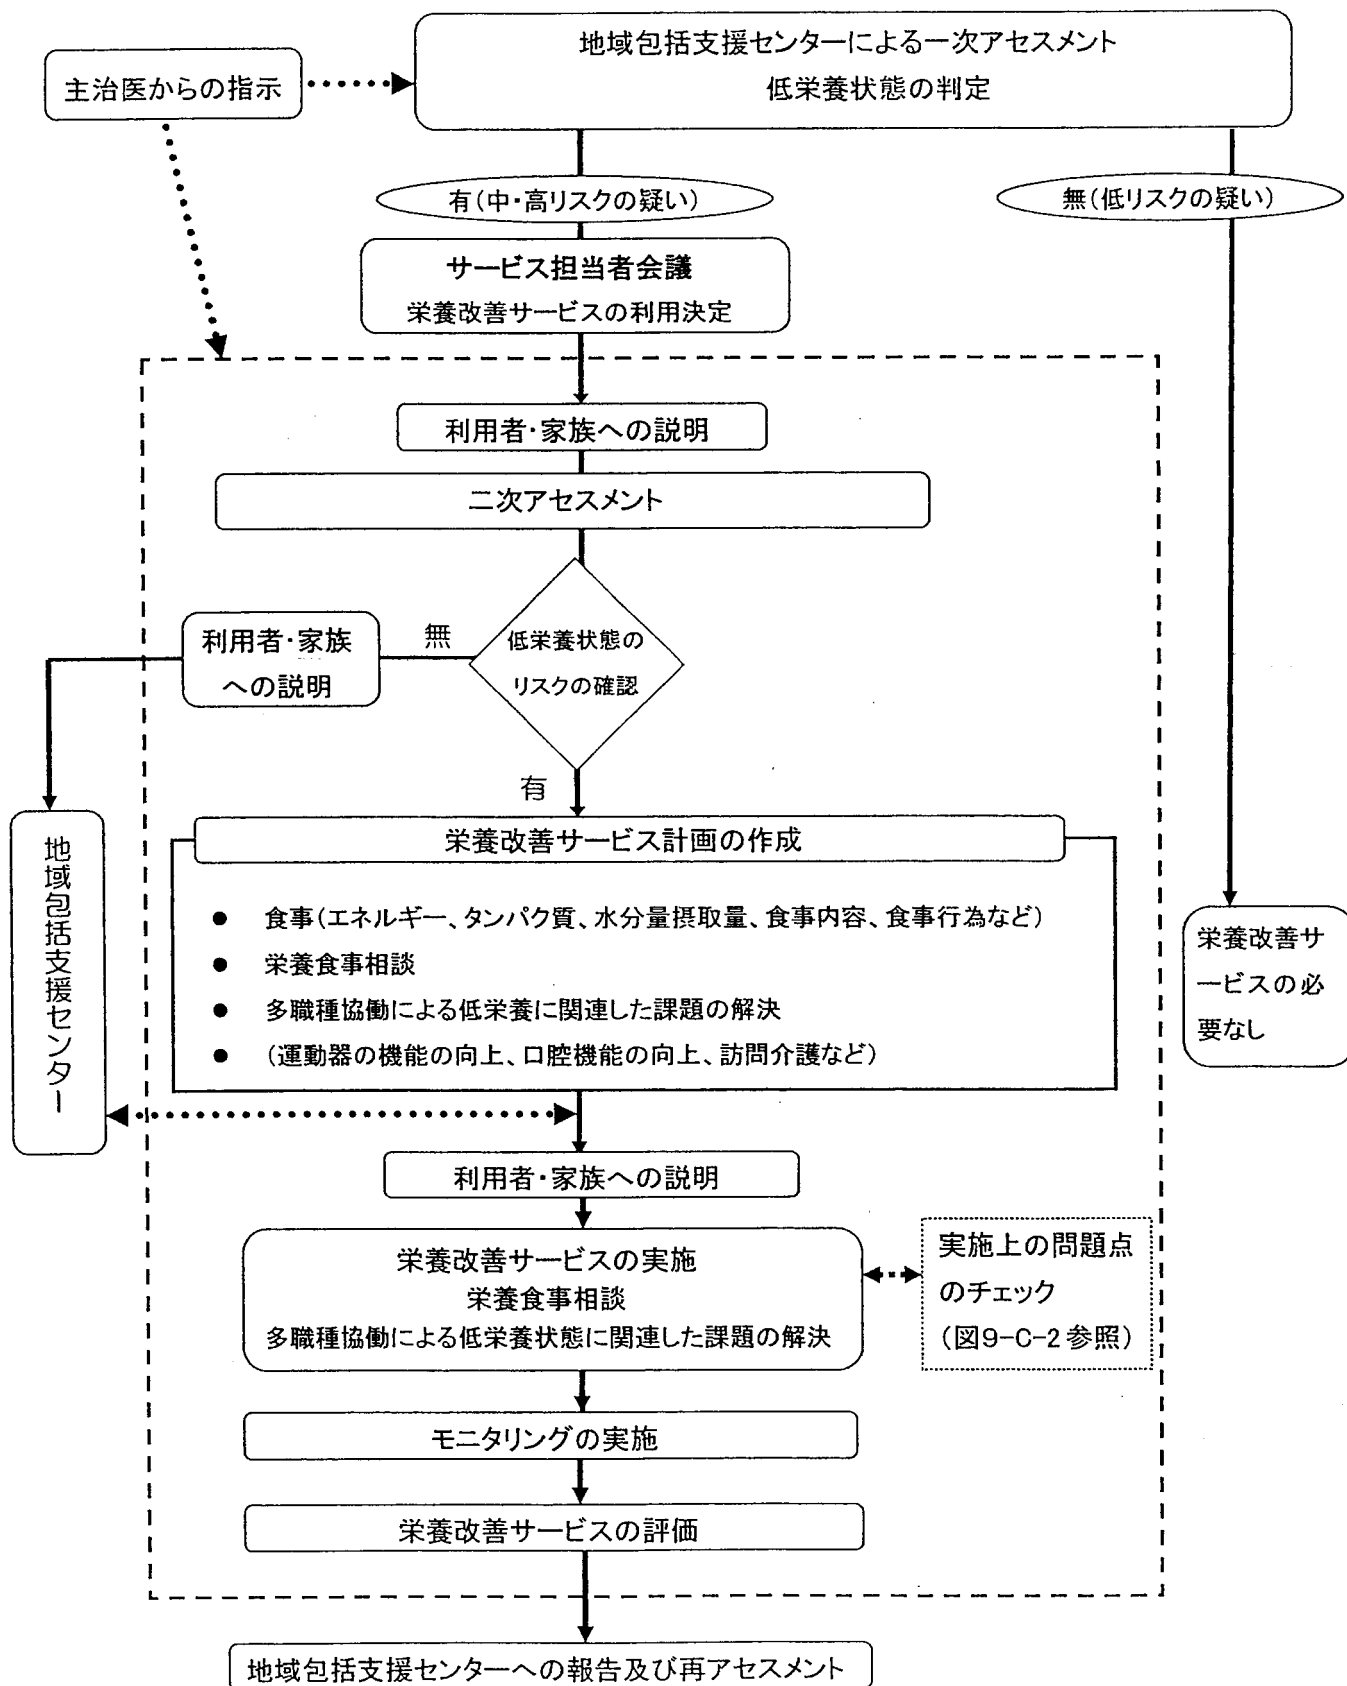 地域包括支援センターによる一次アセスメント
低栄養状態の判定
主治医からの指示
有(中・高リスクの疑い)
無(低リスクの疑い)
サービス担当者会議
栄養改善サービスの利用決定
利用者・家族への説明
二次アセスメント
低栄養状態の
リスクの確認
無
利用者・家族
への説明
有
地域包括支援センター
栄養改善サービス計画の作成
● 食事(エネルギー、タンパク質、水分量摂取量、食事内容、食事行為など)
● 栄養食事相談
● 多職種協働による低栄養に関連した課題の解決
● (運動器の機能の向上、口腔機能の向上、訪問介護など)
栄養改善サ
ービスの必
要なし
利用者・家族への説明
栄養改善サービスの実施
栄養食事相談
多職種協働による低栄養状態に関連した課題の解決
実施上の問題点
のチェック
(図9-C-2参照)
モニタリングの実施
栄養改善サービスの評価
地域包括支援センターへの報告及び再アセスメント